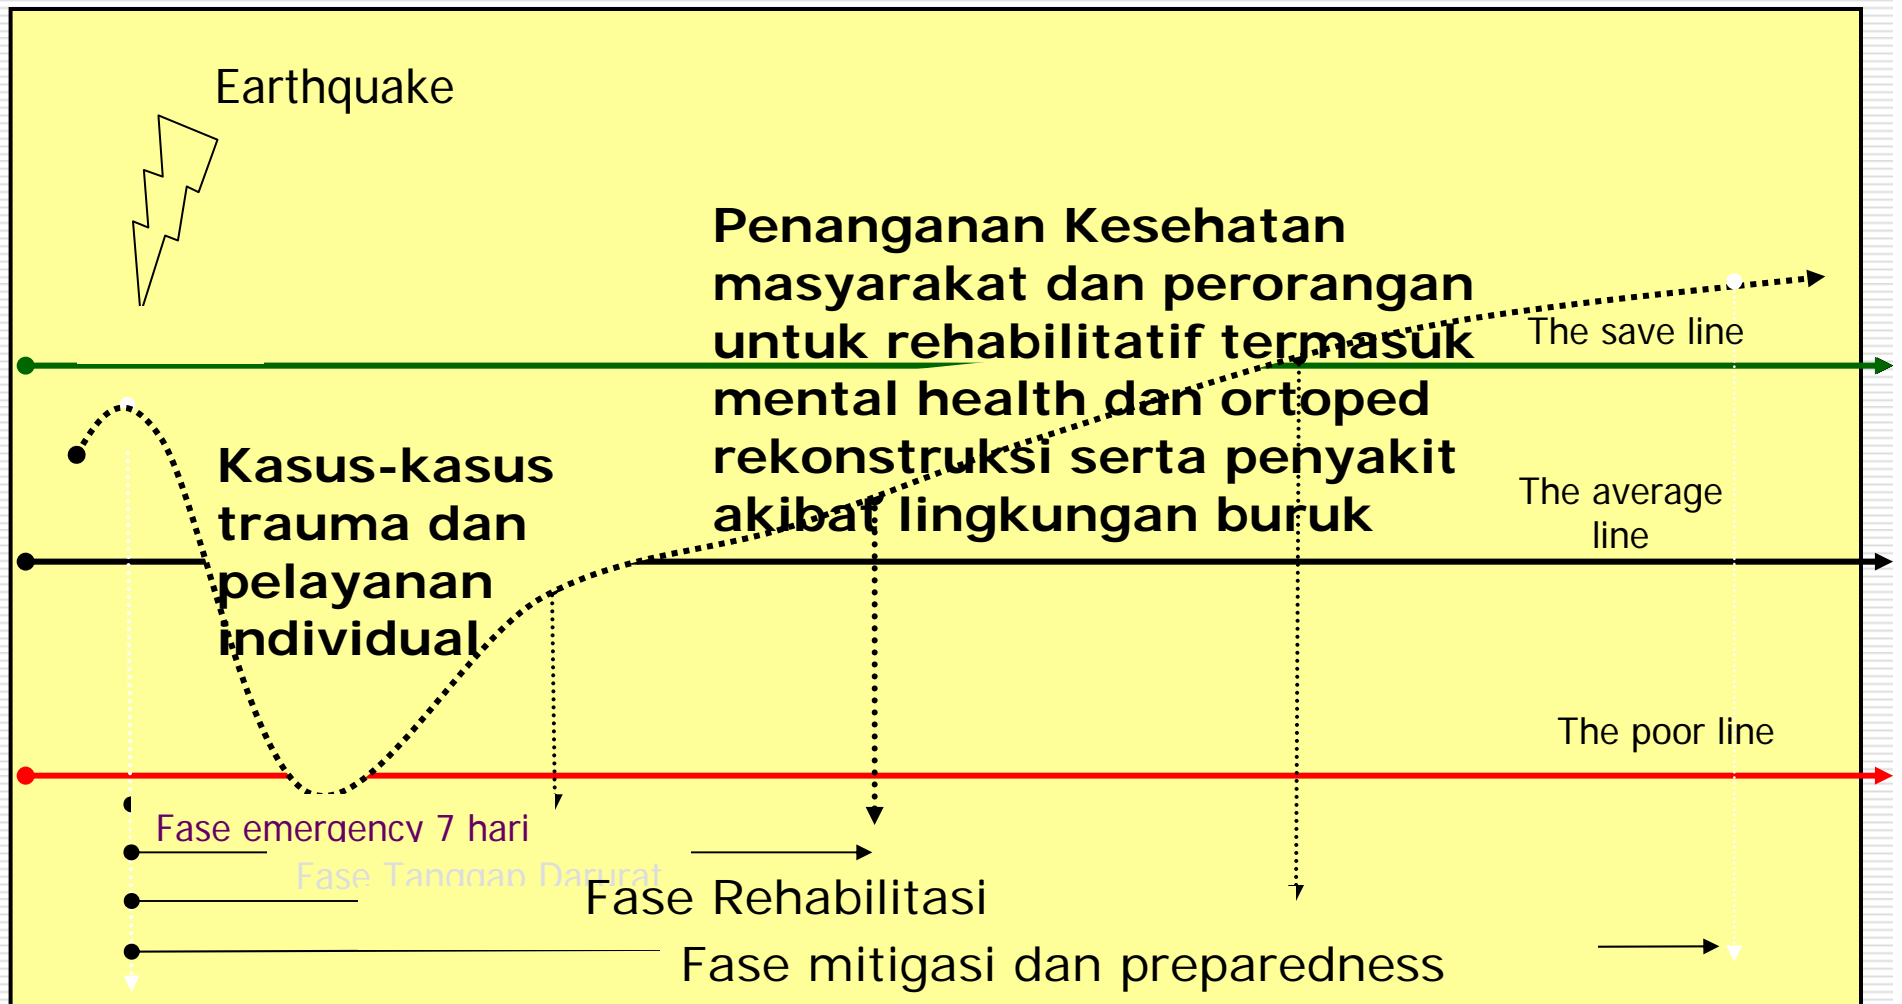 Earthquake
Penanganan Kesehatan
masyarakat dan perorangan
untuk rehabilitatif termasuk
mental health dan ortoped
rekonstruksi serta penyakit
akibat lingkungan buruk
The save line
Kasus-kasus
trauma dan
pelayanan
individual
The average
line
The poor line
Fase emergency 7 hari
Fase Tanggap Darurat
Fase Rehabilitasi
Fase mitigasi dan preparedness